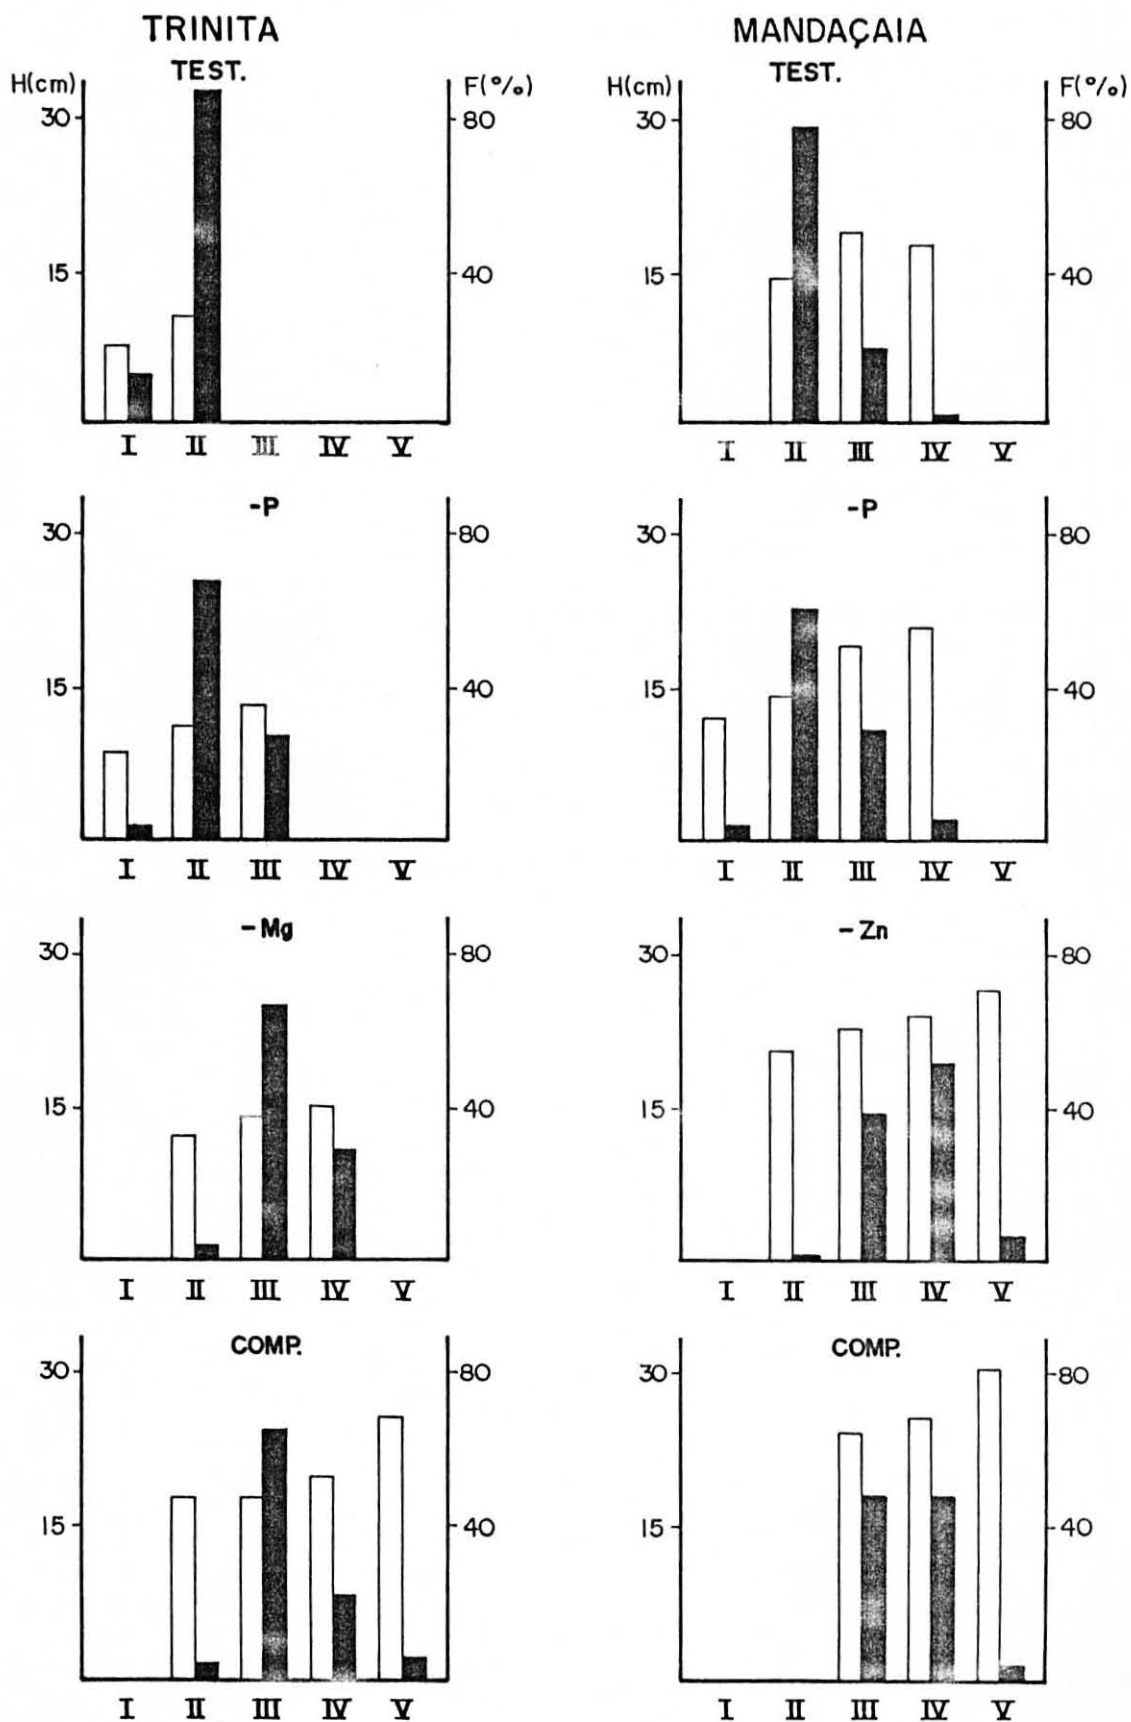 TRINITA
TEST.
H(cm)
F(%)
30
80
15
40
I II III IV V
-P
30
80
15
40
I II III IV V
-Mg
30
80
15
40
I II III IV V
COMP.
30
80
15
40
I II III IV V
MANDAÇAIA
TEST.
H(cm)
F(%)
30
80
15
40
I II III IV V
-P
30
80
15
40
I II III IV V
-Zn
30
80
15
40
I II III IV V
COMP.
30
80
15
40
I II III IV V